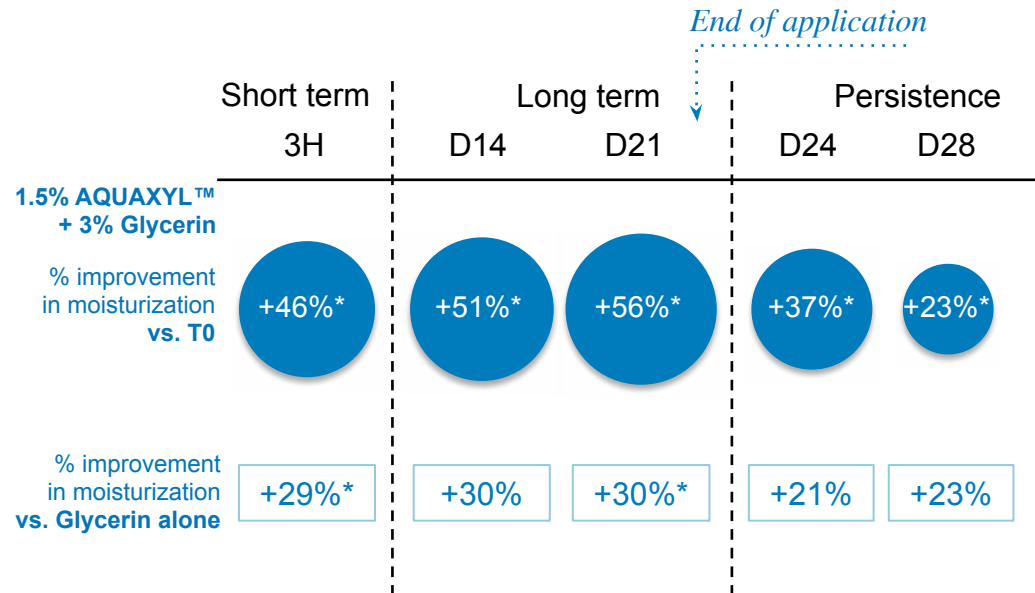 End of application
Short term
Long term
Persistence
3H
D14
D21
D24
D28
1.5% AQUAXYL™
+ 3% Glycerin
% improvement
in moisturization
vs. T0
+46%*
+51%*
+56%*
+37%*
+23%*
% improvement
in moisturization
vs. Glycerin alone
+29%*
+30%
+30%*
+21%
+23%